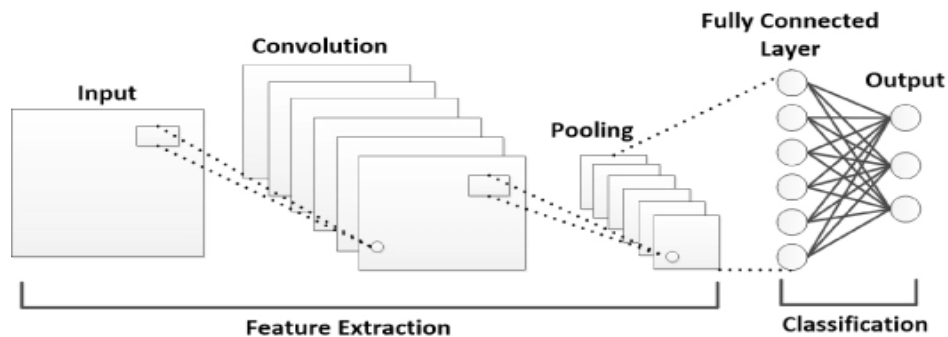 Fully Connected
Layer
Convolution
Input
Output
Pooling
Feature Extraction
Classification